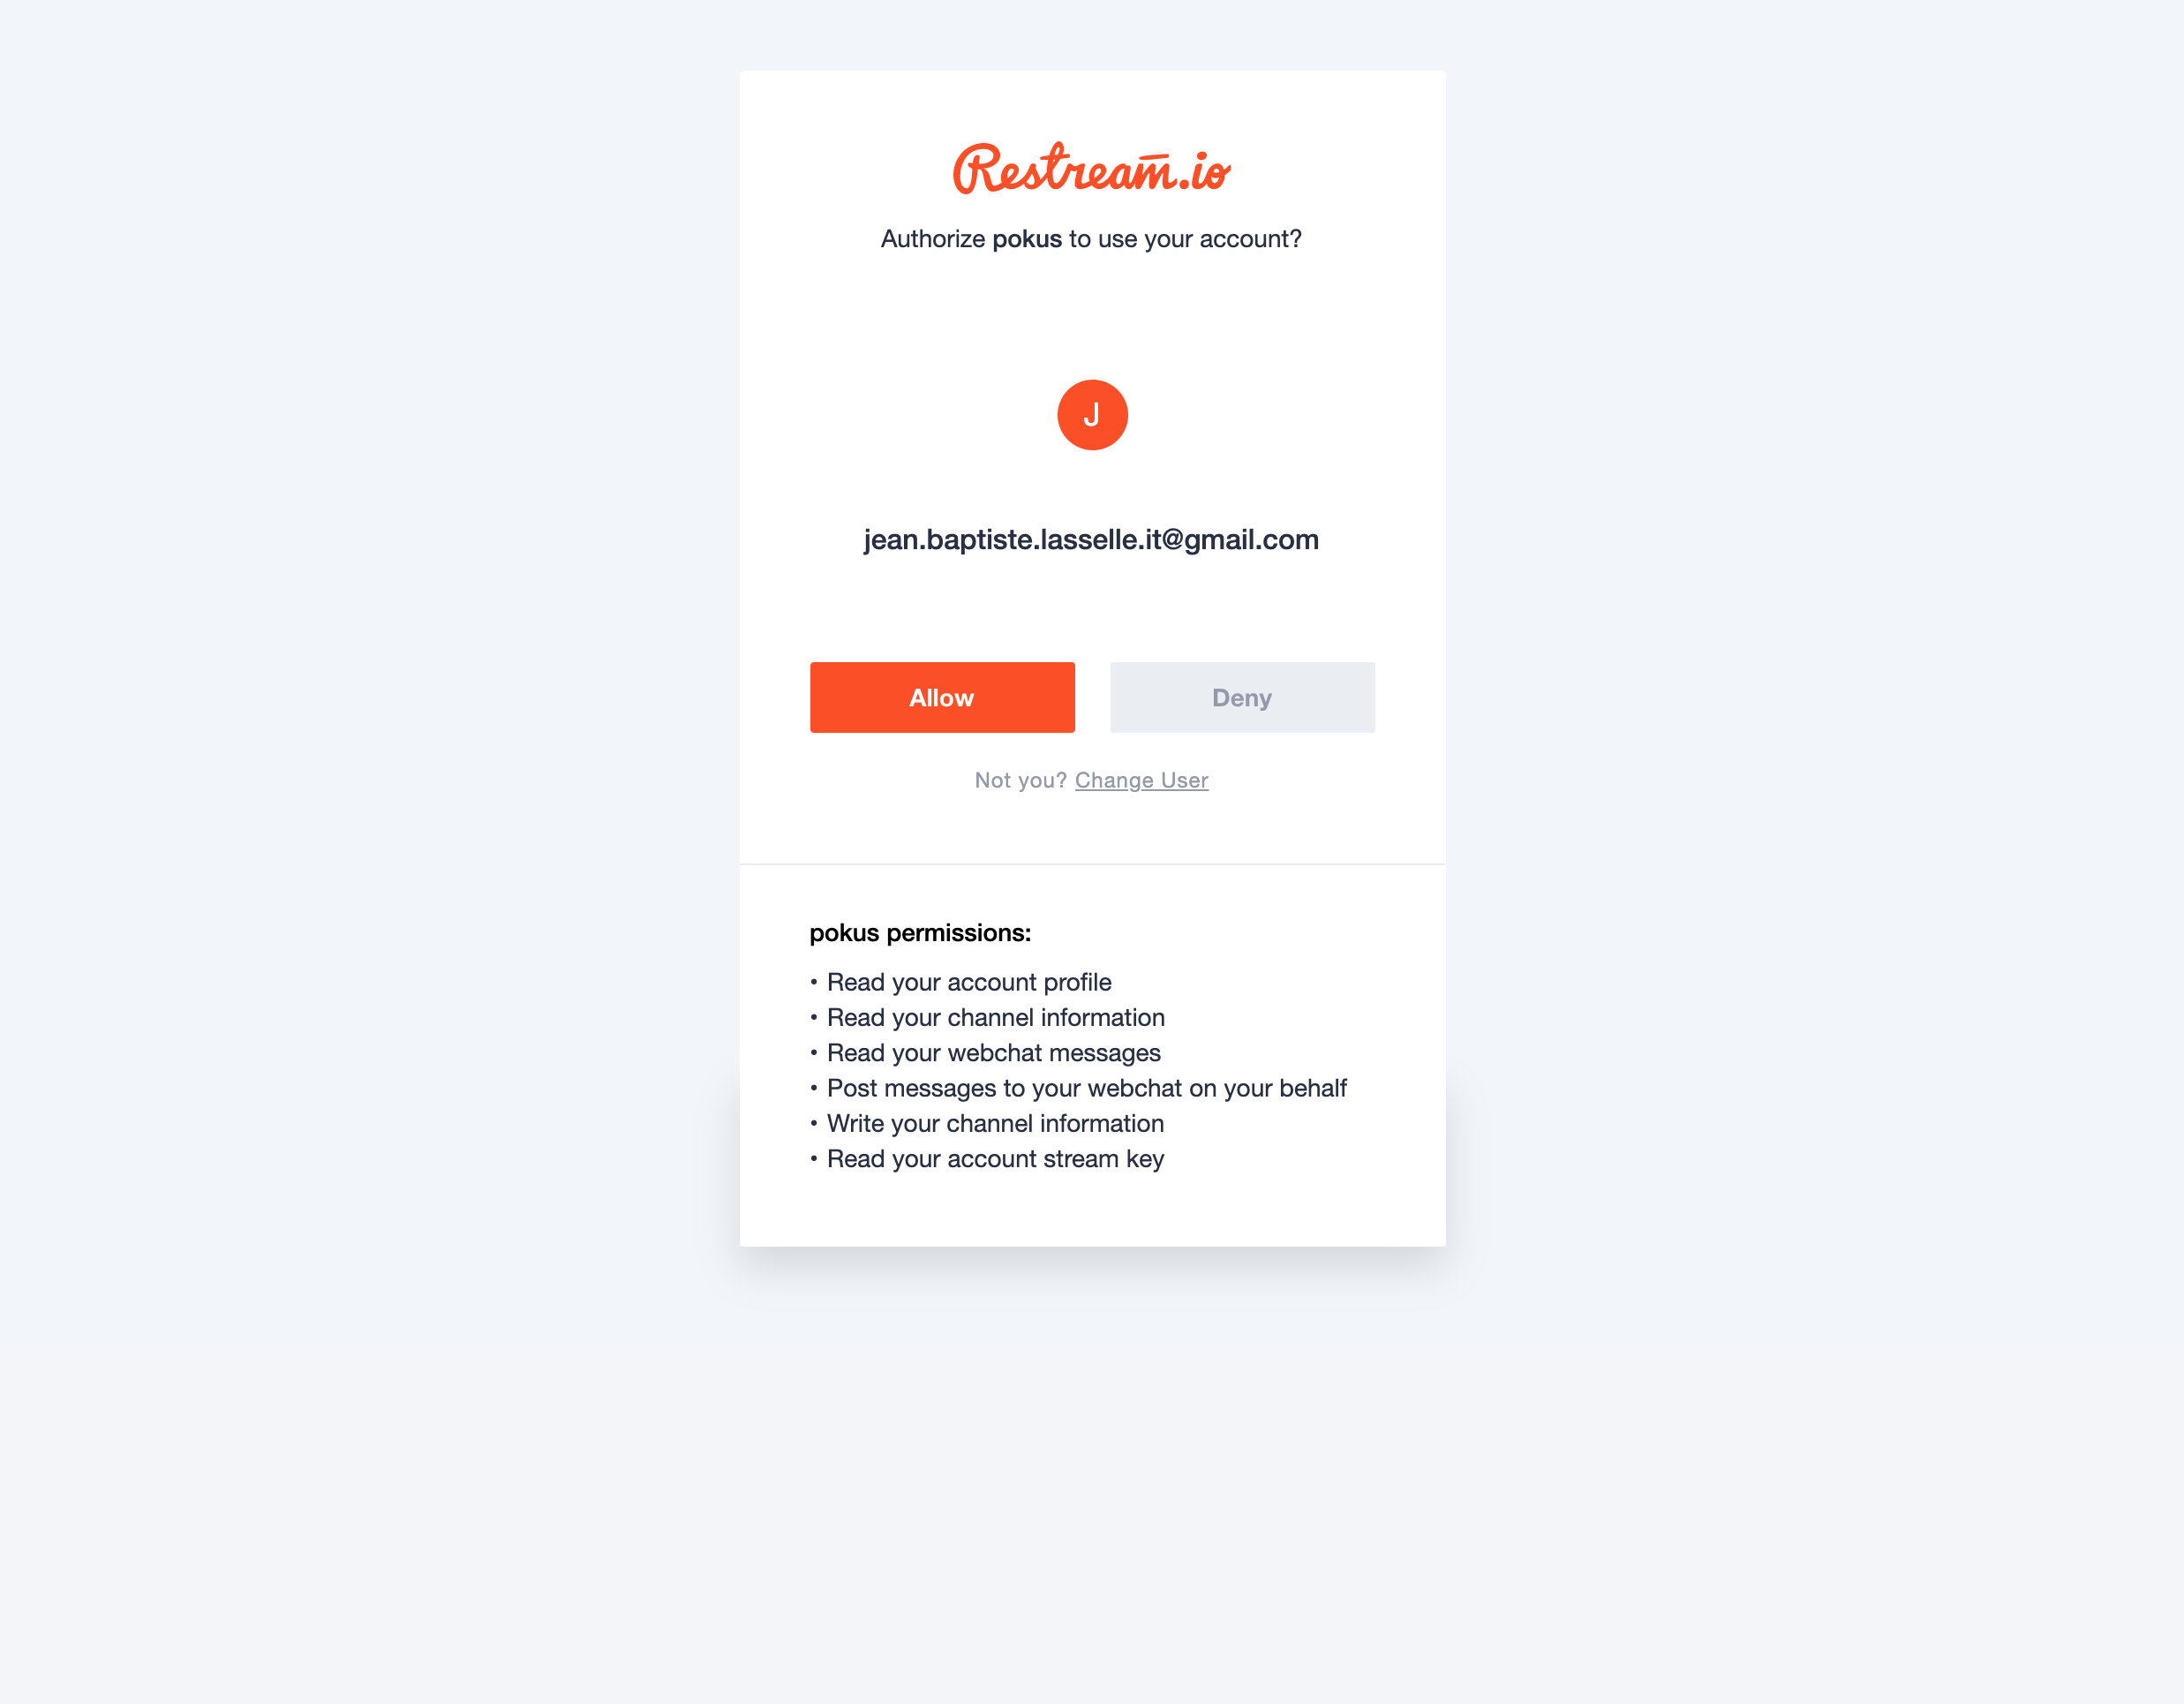 Restream.io
Authorize pokus to use your account?
J
jean.baptiste.lasselle.it@gmail.com
Allow
Deny
Not you? Change User
pokus permissions:
• Read your account profile
• Read your channel information
• Read your webchat messages
• Post messages to your webchat on your behalf
• Write your channel information
• Read your account stream key